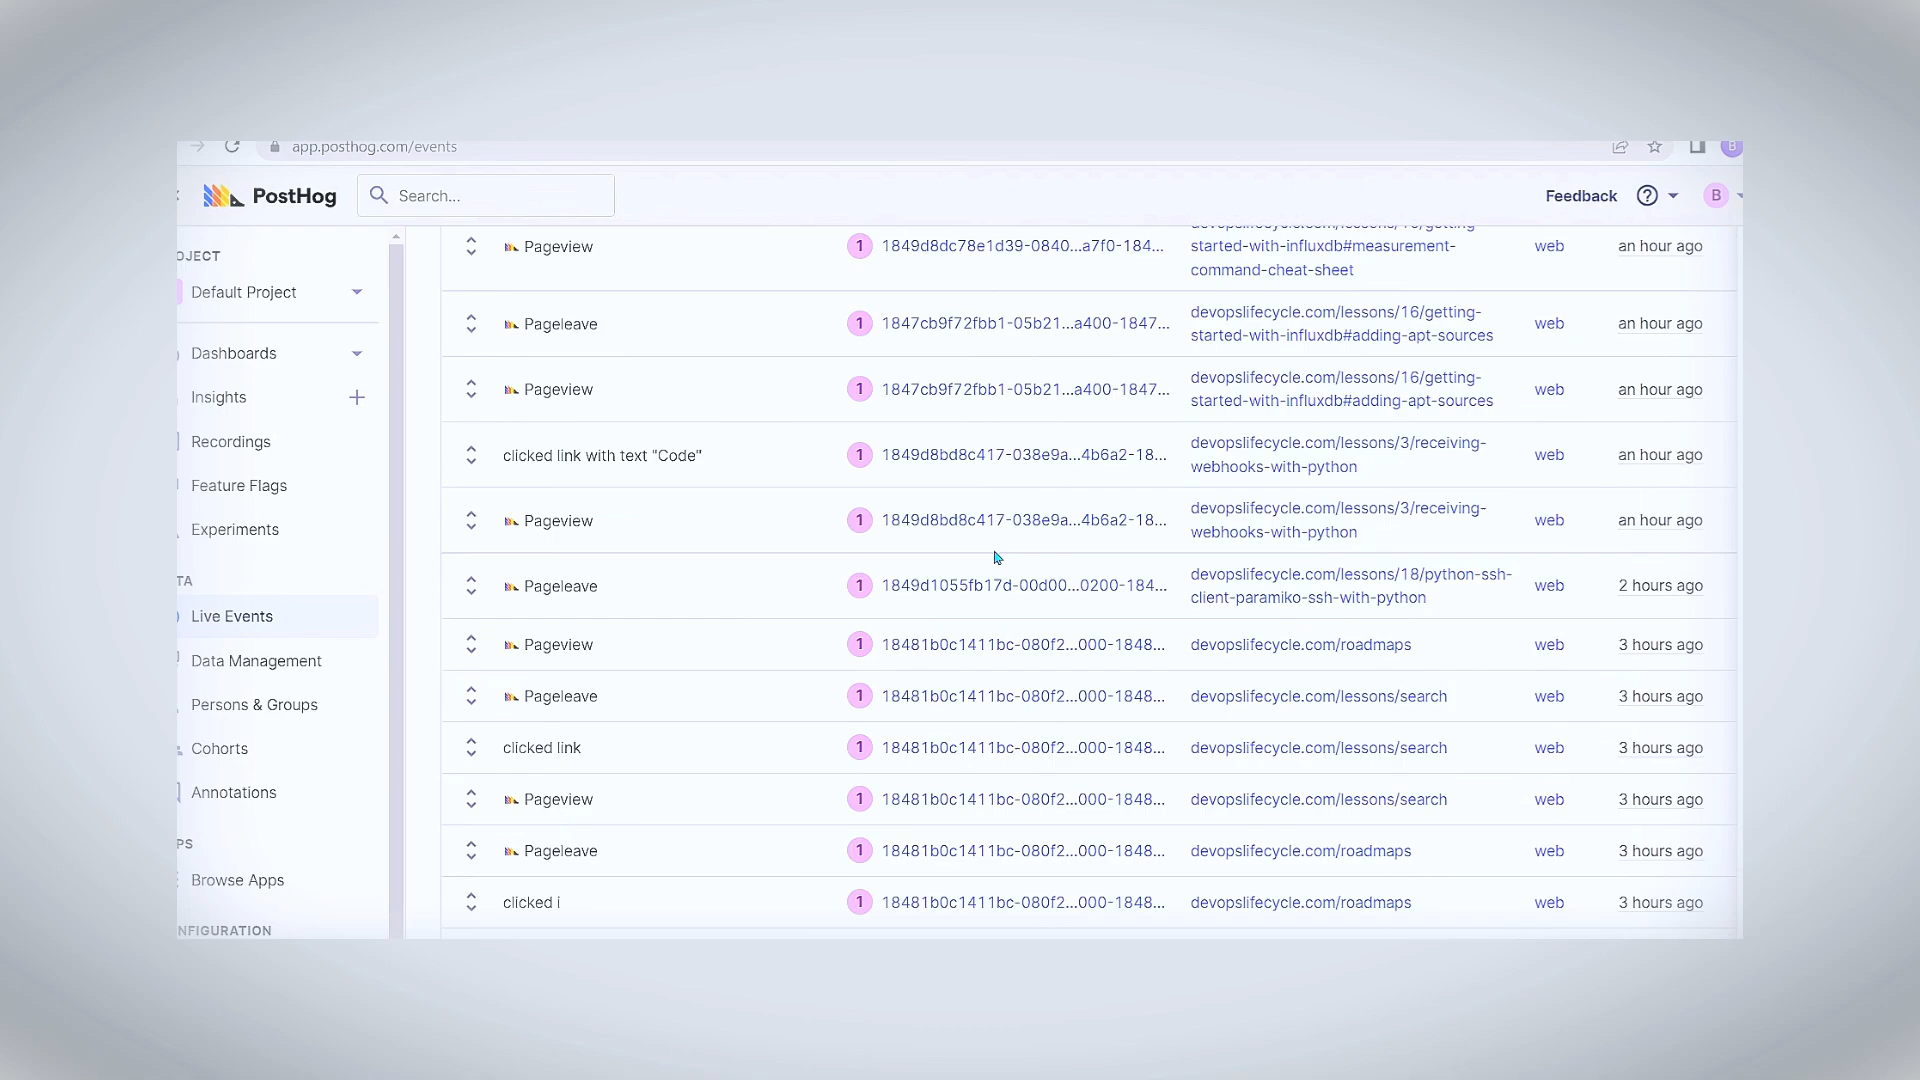 app.posthog.com/events
B
PostHog
Search...
Feedback
B
OJECT
Default Project
Dashboards
Insights
Recordings
Feature Flags
Experiments
TA
Live Events
Data Management
Persons & Groups
Cohorts
Annotations
PS
Browse Apps
NFIGURATION
Pageview 1 1849d8dc78e1d39-0840...a7f0-184... web an hour ago
started-with-influxdb#measurement-
command-cheat-sheet
Pageleave 1 1847cb9f72fbb1-05b21...a400-1847... web an hour ago
devopslifecycle.com/lessons/16/getting-
started-with-influxdb#adding-apt-sources
Pageview 1 1847cb9f72fbb1-05b21...a400-1847... web an hour ago
devopslifecycle.com/lessons/16/getting-
started-with-influxdb#adding-apt-sources
clicked link with text "Code" 1 1849d8bd8c417-038e9a...4b6a2-18... web an hour ago
devopslifecycle.com/lessons/3/receiving-
webhooks-with-python
Pageview 1 1849d8bd8c417-038e9a...4b6a2-18... web an hour ago
devopslifecycle.com/lessons/3/receiving-
webhooks-with-python
Pageleave 1 1849d1055fb17d-00d00...0200-184... web 2 hours ago
devopslifecycle.com/lessons/18/python-ssh-
client-paramiko-ssh-with-python
Pageview 1 18481b0c1411bc-080f2...000-1848... devopslifecycle.com/roadmaps web 3 hours ago
Pageleave 1 18481b0c1411bc-080f2...000-1848... devopslifecycle.com/lessons/search web 3 hours ago
clicked link 1 18481b0c1411bc-080f2...000-1848... devopslifecycle.com/lessons/search web 3 hours ago
Pageview 1 18481b0c1411bc-080f2...000-1848... devopslifecycle.com/lessons/search web 3 hours ago
Pageleave 1 18481b0c1411bc-080f2...000-1848... devopslifecycle.com/roadmaps web 3 hours ago
clicked i 1 18481b0c1411bc-080f2...000-1848... devopslifecycle.com/roadmaps web 3 hours ago